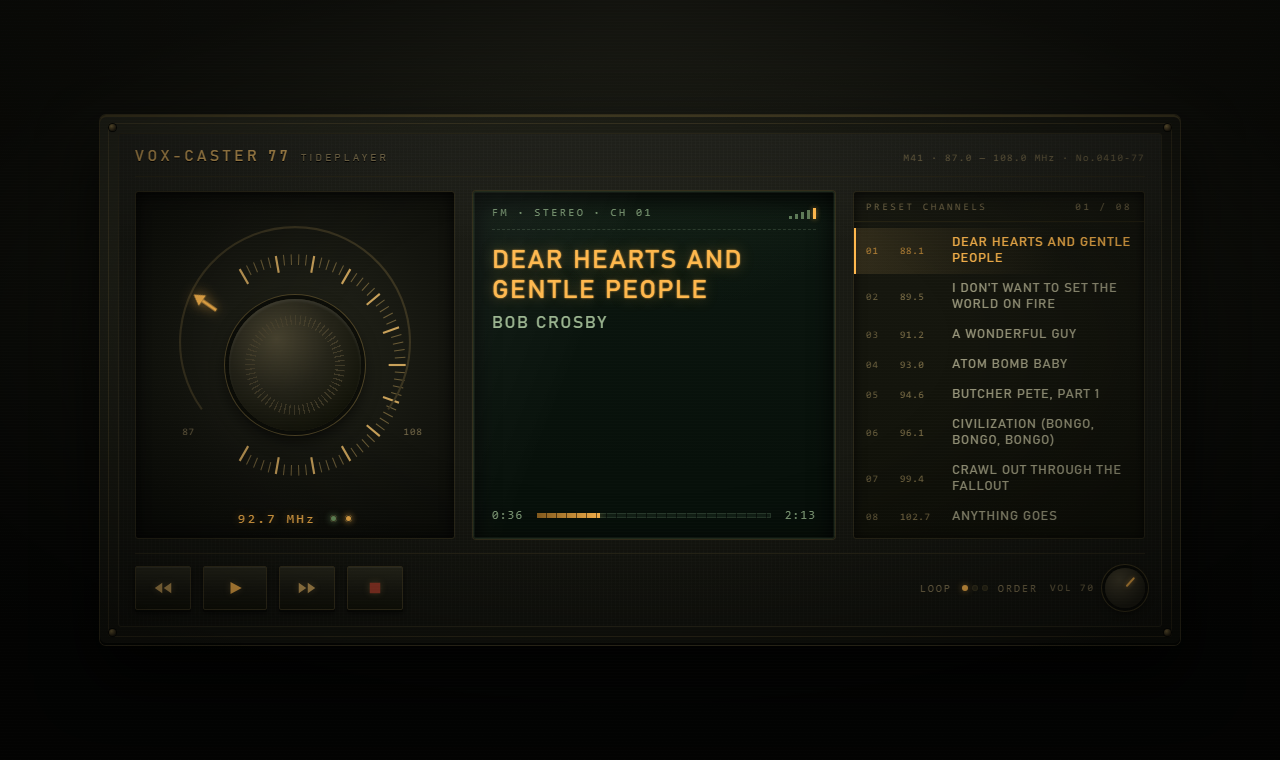 VOX-CASTER 77 TIDEPLAYER
M41 · 87.0 — 108.0 MHz · No.0410-77
87
108
92.7 MHz
FM · STEREO · CH 01
DEAR HEARTS AND
GENTLE PEOPLE
BOB CROSBY
0:36
2:13
PRESET CHANNELS 01 / 08
01 88.1 DEAR HEARTS AND GENTLE
PEOPLE
02 89.5 I DON'T WANT TO SET THE
WORLD ON FIRE
03 91.2 A WONDERFUL GUY
04 93.0 ATOM BOMB BABY
05 94.6 BUTCHER PETE, PART 1
06 96.1 CIVILIZATION (BONGO,
BONGO, BONGO)
07 99.4 CRAWL OUT THROUGH THE
FALLOUT
08 102.7 ANYTHING GOES
LOOP ORDER VOL 70